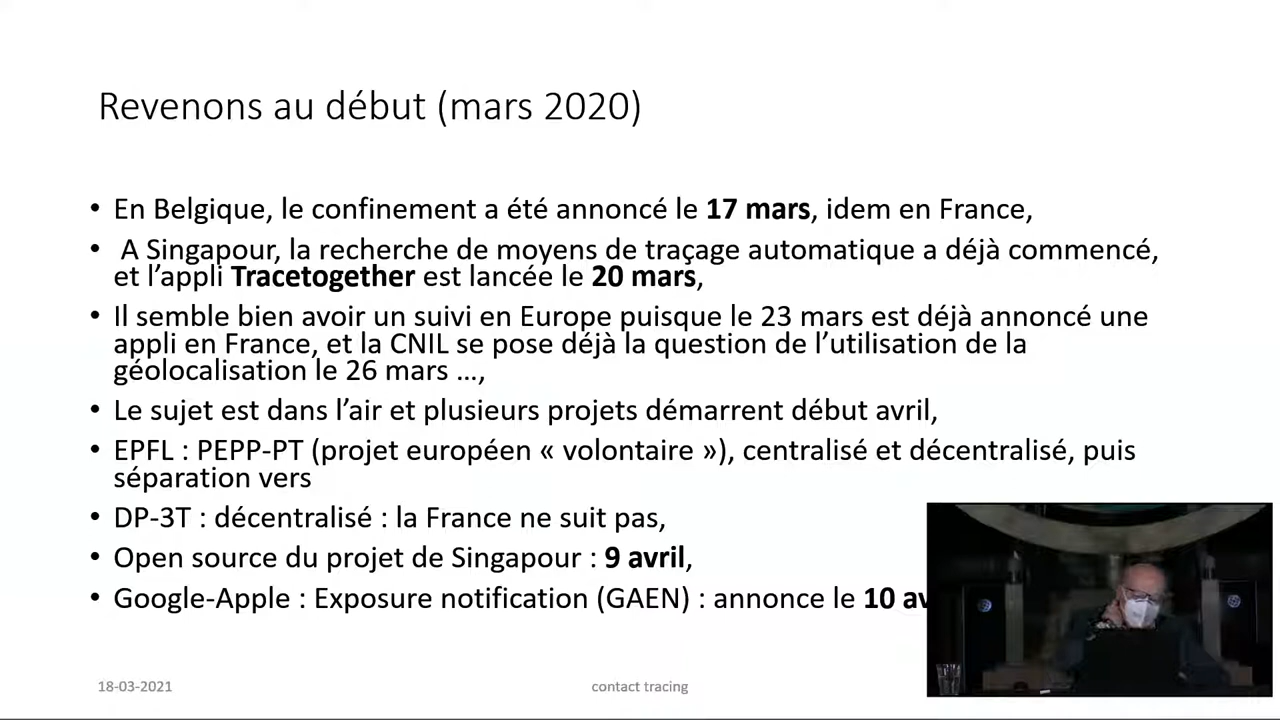 Revenons au début (mars 2020)
• En Belgique, le confinement a été annoncé le 17 mars, idem en France,
• A Singapour, la recherche de moyens de traçage automatique a déjà commencé,
et l’appli Tracetogether est lancée le 20 mars,
• Il semble bien avoir un suivi en Europe puisque le 23 mars est déjà annoncé une
appli en France, et la CNIL se pose déjà la question de l’utilisation de la
géolocalisation le 26 mars …,
• Le sujet est dans l’air et plusieurs projets démarrent début avril,
• EPFL : PEPP-PT (projet européen « volontaire »), centralisé et décentralisé, puis
séparation vers
• DP-3T : décentralisé : la France ne suit pas,
• Open source du projet de Singapour : 9 avril,
• Google-Apple : Exposure notification (GAEN) : annonce le 10
18-03-2021
contact tracing